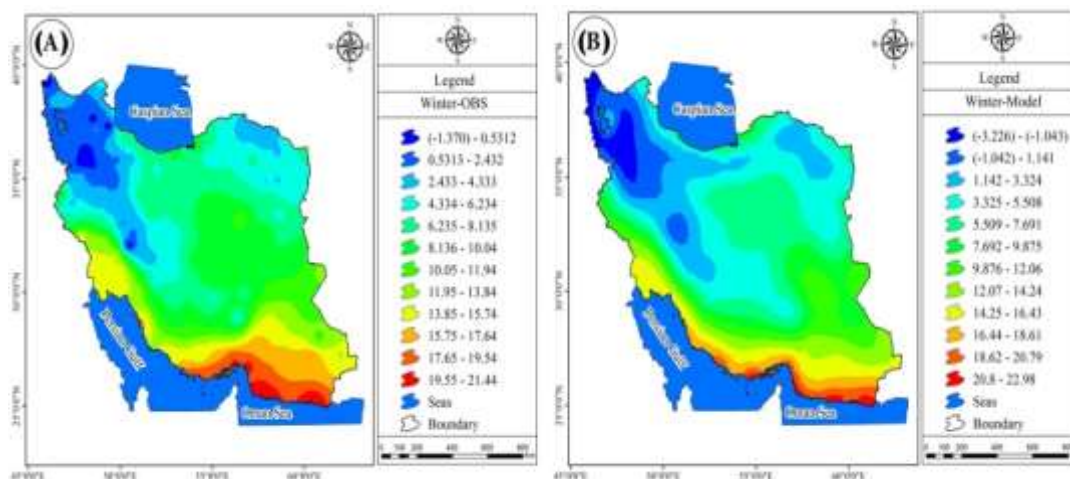 (A)
N
W E
S
Legend
Winter-OBS
(-1.370) - 0.5312
0.5313 - 2.432
2.433 - 4.333
4.334 - 6.234
6.235 - 8.135
8.136 - 10.04
10.05 - 11.94
11.95 - 13.84
13.85 - 15.74
15.75 - 17.64
17.65 - 19.54
19.55 - 21.44
Seas
Boundary
Caspian Sea
Persian Gulf
Oman Sea
(B)
Legend
Winter-Model
(-3.226) - (-1.043)
(-1.042) - 1.141
1.142 - 3.324
3.325 - 5.508
5.509 - 7.691
7.692 - 9.875
9.876 - 12.06
12.07 - 14.24
14.25 - 16.43
16.44 - 18.61
18.62 - 20.79
20.8 - 22.98
Seas
Boundary
Caspian Sea
Persian Gulf
Oman Sea